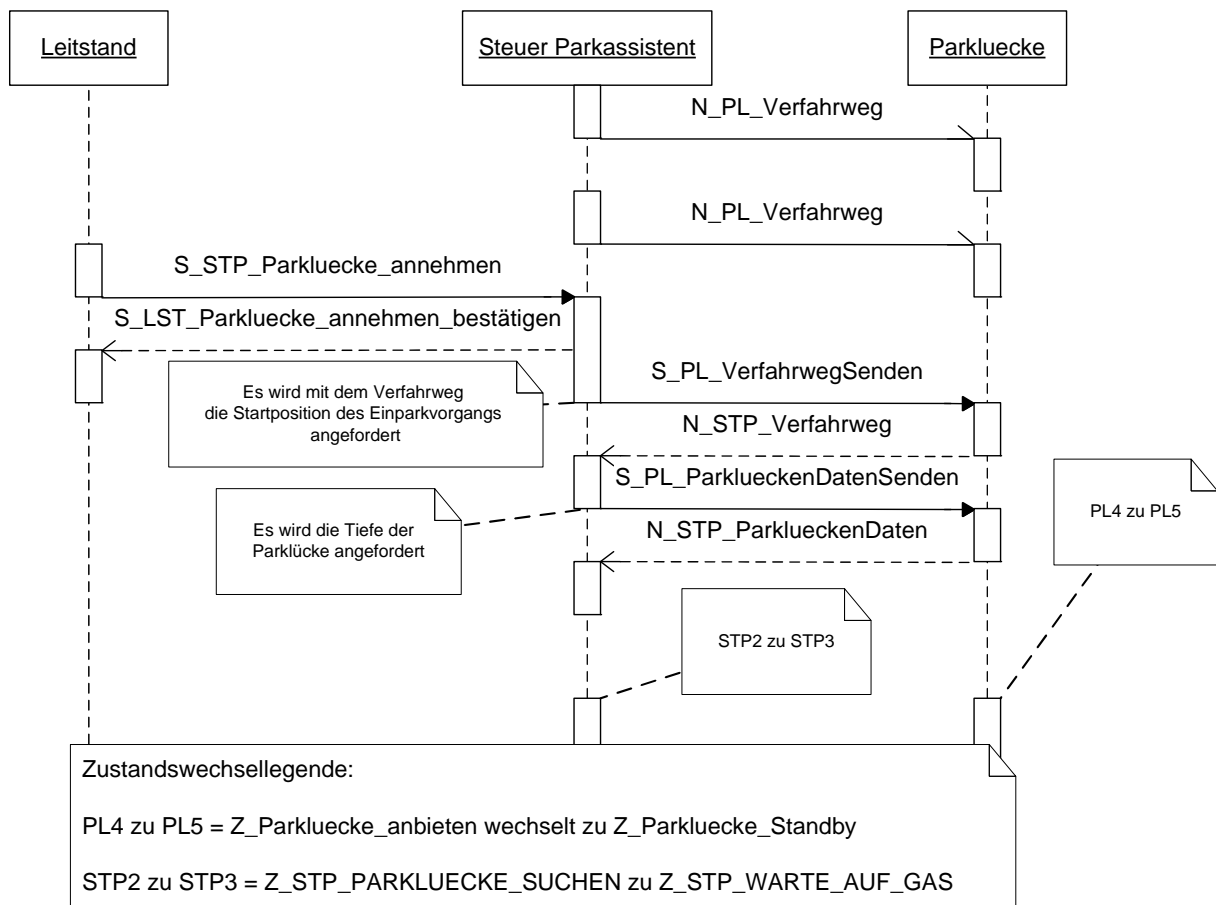 Leitstand
Steuer Parkassistent
Parkluecke
N_PL_Verfahrweg
N_PL_Verfahrweg
S_STP_Parkluecke_annehmen
S_LST_Parkluecke_annehmen_bestätigen
Es wird mit dem Verfahrweg
die Startposition des Einparkvorgangs
angefordert
S_PL_VerfahrwegSenden
N_STP_Verfahrweg
S_PL_ParklueckenDatenSenden
Es wird die Tiefe der
Parklücke angefordert
N_STP_ParklueckenDaten
PL4 zu PL5
STP2 zu STP3
Zustandswechsellegende:
PL4 zu PL5 = Z_Parkluecke_anbieten wechselt zu Z_Parkluecke_Standby
STP2 zu STP3 = Z_STP_PARKLUECKE_SUCHEN zu Z_STP_WARTE_AUF_GAS